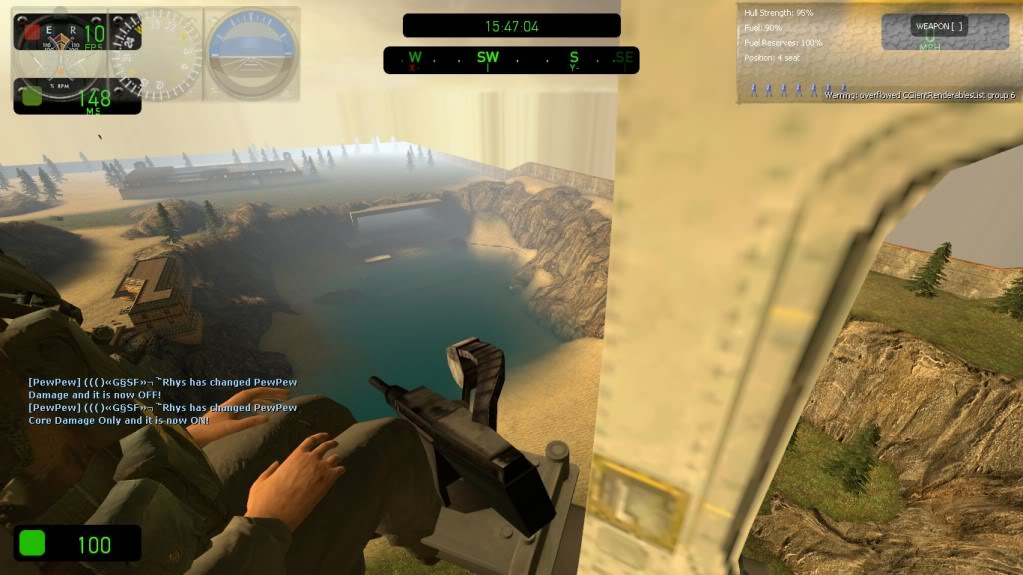 E R 10
FPS
% RPM
148
MS
15:47:04
W . . SW . . S . . SE
X- Y-
Hull Strength: 95%
Fuel: 90%
Fuel Reserves: 100%
Position: 4 seat
WEAPON [ ]
0
MPH
Warning: overflowed CClientRenderablesList group 6
[PewPew] ((( )«G§SF»¬˜Rhys has changed PewPew
Damage and it is now OFF!
[PewPew] ((( )«G§SF»¬˜Rhys has changed PewPew
Core Damage Only and it is now ON!
100